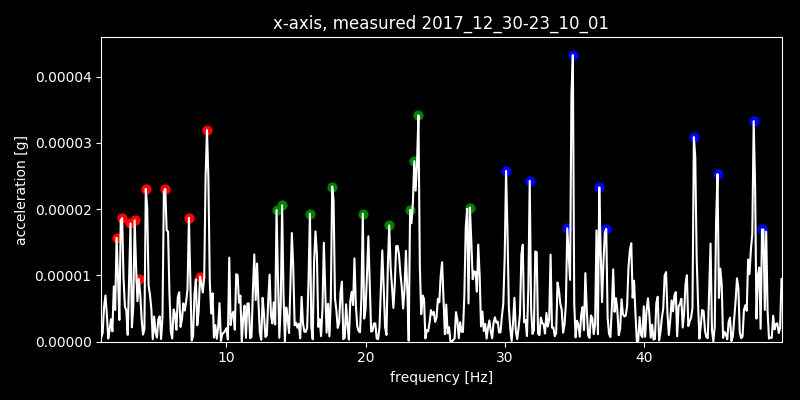 x-axis, measured 2017_12_30-23_10_01
acceleration [g]
0.00004
0.00003
0.00002
0.00001
0.00000
10 20 30 40
frequency [Hz]